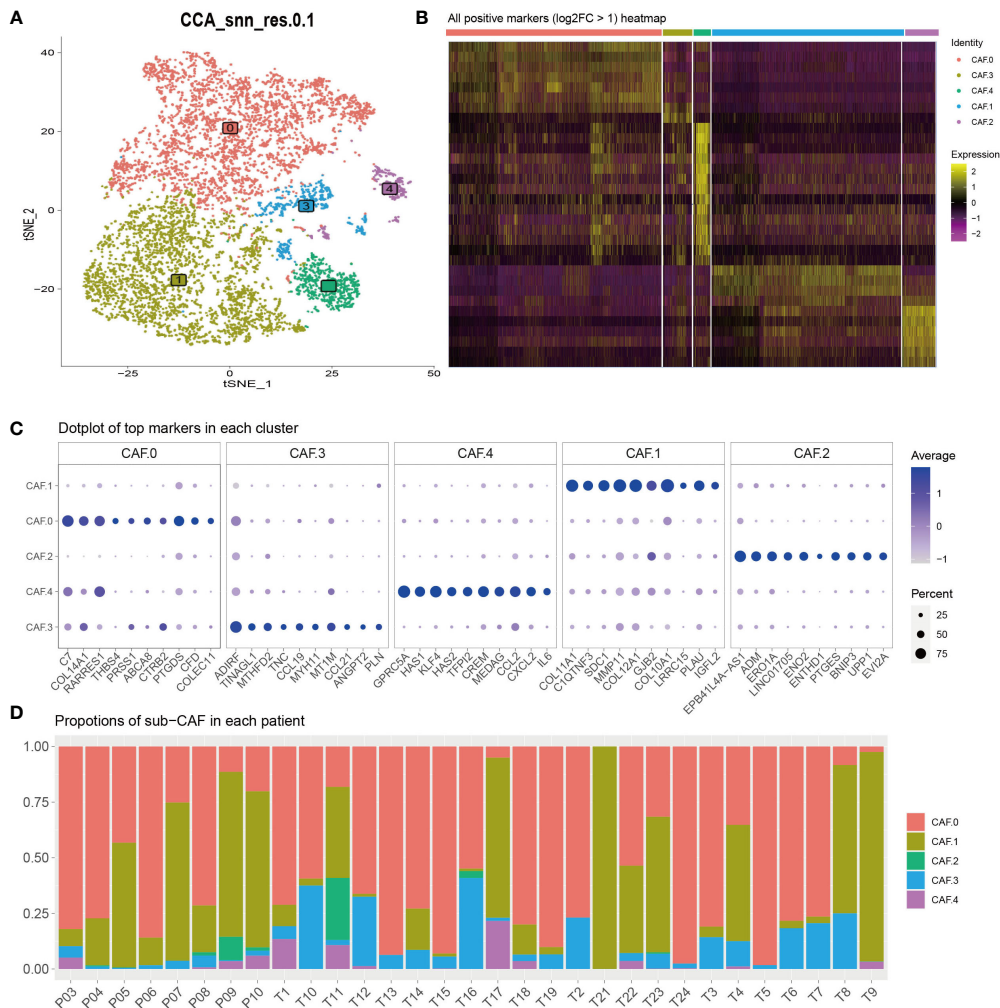 A
CCA_snn_res.0.1
40
20
0
−20
−25
0
25
50
tSNE_2
tSNE_1
0
1
3
4
B
All positive markers (log2FC > 1) heatmap
Identity
CAF.0
CAF.3
CAF.4
CAF.1
CAF.2
Expression
2
1
0
−1
−2
C
Dotplot of top markers in each cluster
CAF.0 CAF.3 CAF.4 CAF.1 CAF.2
CAF.1
CAF.0
CAF.2
CAF.4
CAF.3
C7 COL14A1 RARRES1 THBS4 PRSS1 ABCA8 CTRB2 PTGDS CFD COLEC11
ADIRF TINAGL1 MTHFD2 TNC CCL19 MYH11 MT1M CCL21 ANGPT2 PLN
GPRC5A HAS1 KLF4 HAS2 TFPI2 CREM MEDAG CCL2 CXCL2 IL6
COL11A1 C1QTNF3 SDC1 MMP11 COL12A1 GJB2 COL10A1 LRRC15 PLAU IGFL2
EPB41L4A−AS1 ADM ERO1A LINC01705 ENO2 ENTHD1 PTGES BNIP3 UPP1 EVI2A
Average
1
0
−1
Percent
25
50
75
D
Propotions of sub−CAF in each patient
1.00
0.75
0.50
0.25
0.00
P03 P04 P05 P06 P07 P08 P09 P10 T1 T10 T11 T12 T13 T14 T15 T16 T17 T18 T19 T2 T21 T22 T23 T24 T3 T4 T5 T6 T7 T8 T9
CAF.0
CAF.1
CAF.2
CAF.3
CAF.4